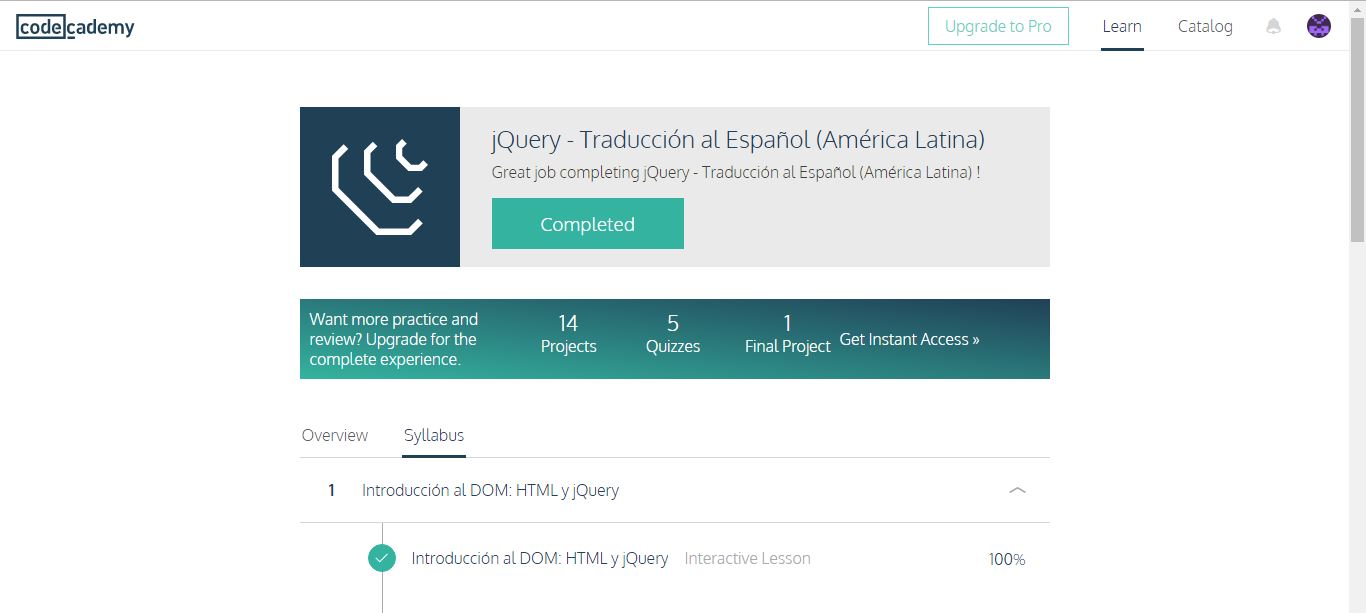 codecademy
Upgrade to Pro
Learn
Catalog
jQuery - Traducción al Español (América Latina)
Great job completing jQuery - Traducción al Español (América Latina) !
Completed
Want more practice and
review? Upgrade for the
complete experience.
14
Projects
5
Quizzes
1
Final Project
Get Instant Access »
Overview
Syllabus
1 Introducción al DOM: HTML y jQuery
Introducción al DOM: HTML y jQuery Interactive Lesson 100%